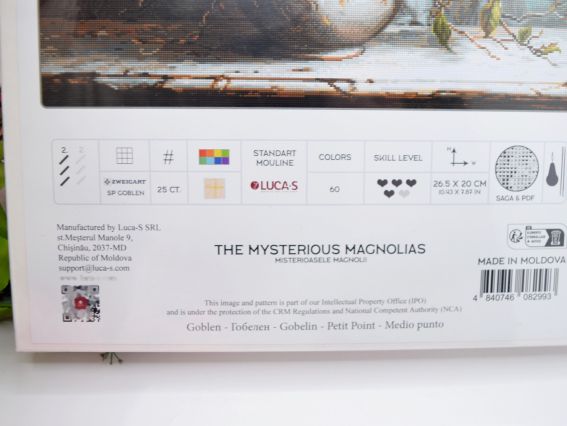 2. 2.
#
STANDART
MOULINE
COLORS
SKILL LEVEL
H
W
ZWEIGART
SP GOBLEN
25 CT.
LUCA-S
60
26.5 X 20 CM
10.43 X 7.87 IN
SAGA & PDF
Manufactured by Luca-S SRL
st.Meșterul Manole 9,
Chișinău, 2037-MD
Republic of Moldova
support@luca-s.com
THE MYSTERIOUS MAGNOLIAS
MISTERIOASELE MAGNOLII
MADE IN MOLDOVA
4 840746 082993
This image and pattern is part of our Intellectual Property Office (IPO)
and is under the protection of the CRM Regulations and National Competent Authority (NCA)
Goblen - Гобелен - Gobelin - Petit Point - Medio punto